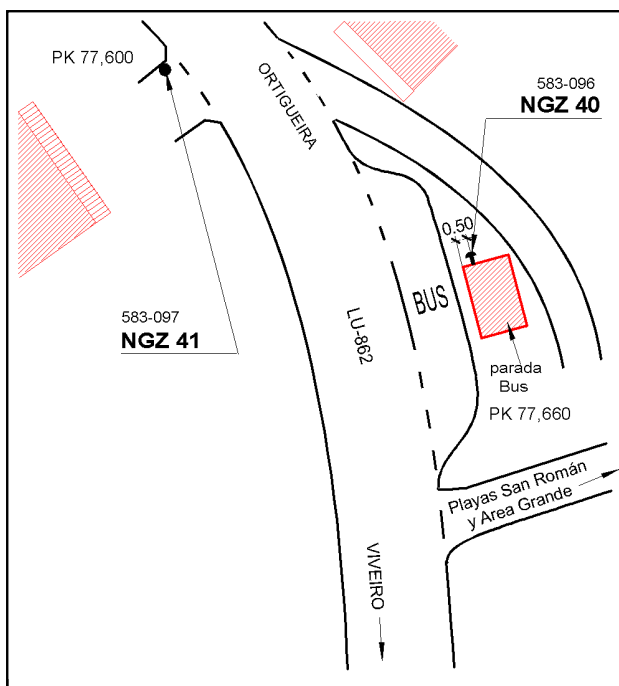 PK 77,600
ORTIGUEIRA
583-096
NGZ 40
0.50
BUS
583-097
NGZ 41
LU-862
parada
Bus
PK 77,660
Playas San Román
y Area Grande
VIVEIRO